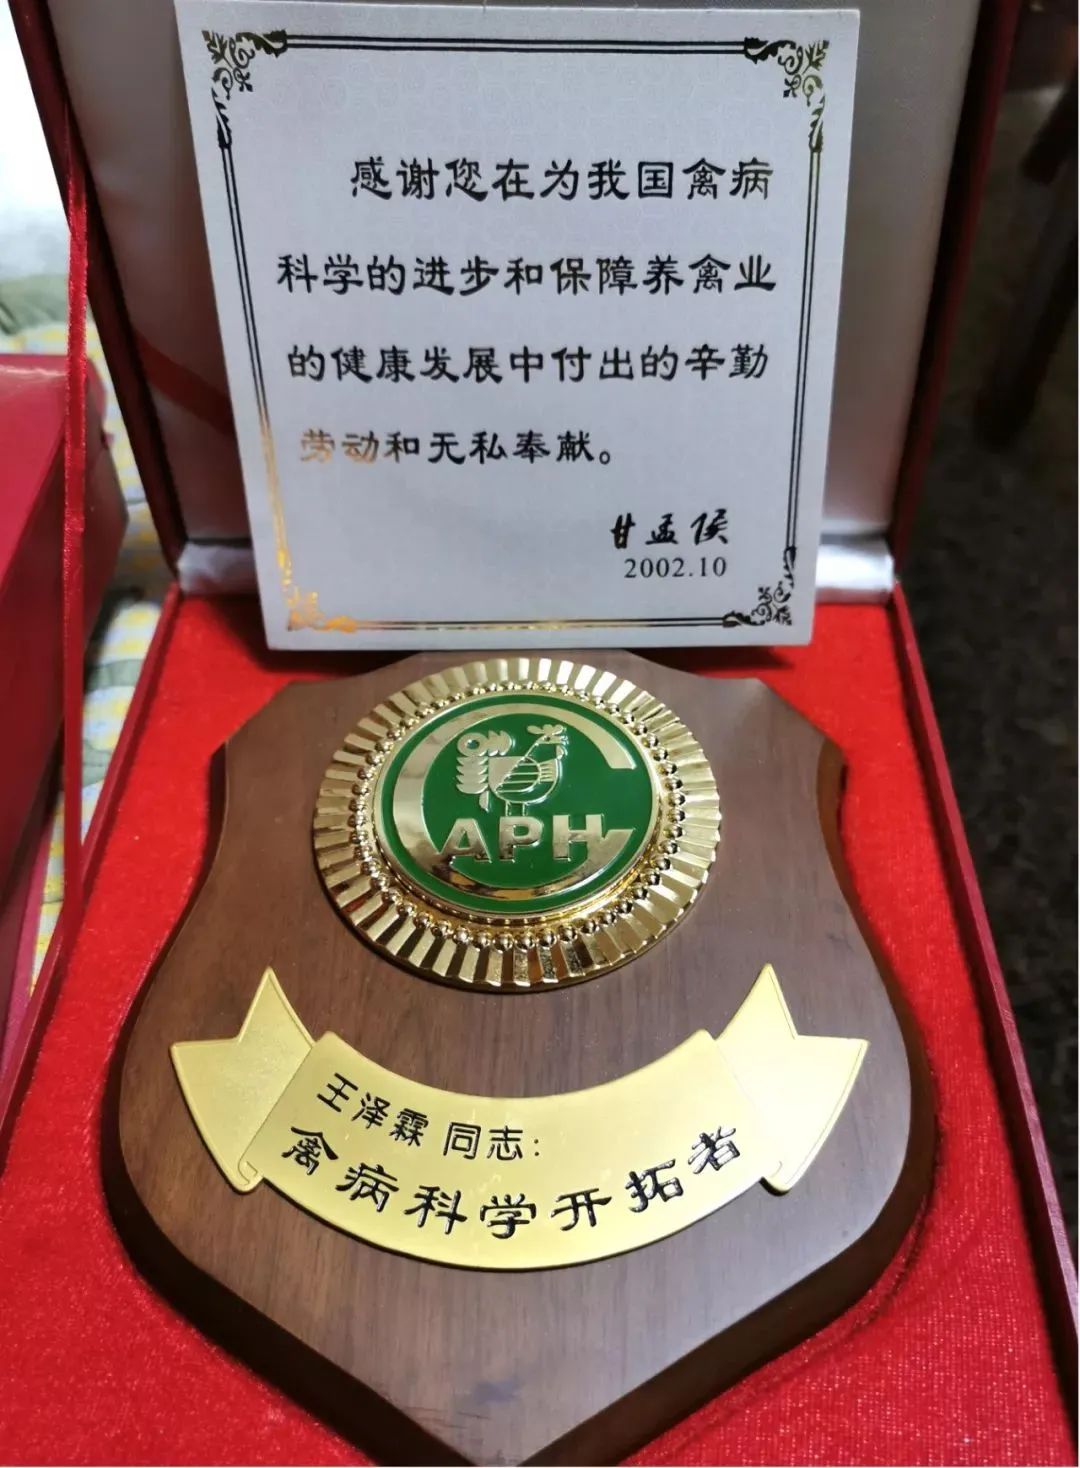 感谢您在为我国禽病
科学的进步和保障养禽业
的健康发展中付出的辛勤
劳动和无私奉献。
甘孟侯
2002.10
CAPH
王泽霖 同志:
禽病科学开拓者